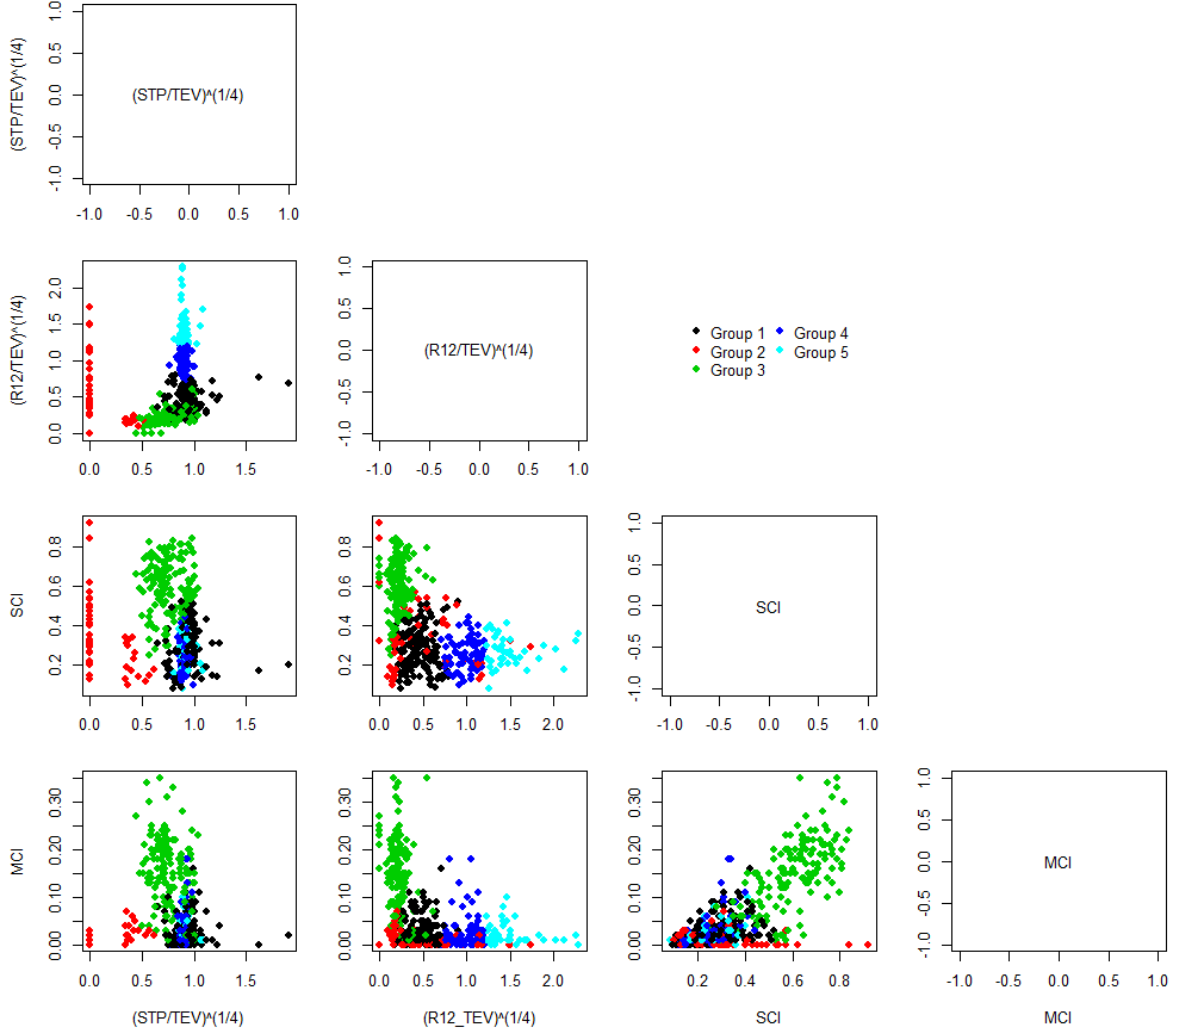 (STP/TEV)^(1/4)
1.0
0.5
0.0
-0.5
-1.0
(STP/TEV)^(1/4)
-1.0 -0.5 0.0 0.5 1.0
(R12/TEV)^(1/4)
2.0
1.5
1.0
0.5
0.0
0.0 0.5 1.0 1.5
1.0
0.5
0.0
-0.5
-1.0
(R12/TEV)^(1/4)
-1.0 -0.5 0.0 0.5 1.0
Group 1 Group 4
Group 2 Group 5
Group 3
SCI
0.8
0.6
0.4
0.2
0.0 0.5 1.0 1.5
0.8
0.6
0.4
0.2
0.0 0.5 1.0 1.5 2.0
1.0
0.5
0.0
-0.5
-1.0
SCI
-1.0 -0.5 0.0 0.5 1.0
MCI
0.30
0.20
0.10
0.00
0.0 0.5 1.0 1.5
(STP/TEV)^(1/4)
0.30
0.20
0.10
0.00
0.0 0.5 1.0 1.5 2.0
(R12_TEV)^(1/4)
0.30
0.20
0.10
0.00
0.2 0.4 0.6 0.8
SCI
1.0
0.5
0.0
-0.5
-1.0
MCI
-1.0 -0.5 0.0 0.5 1.0
MCI